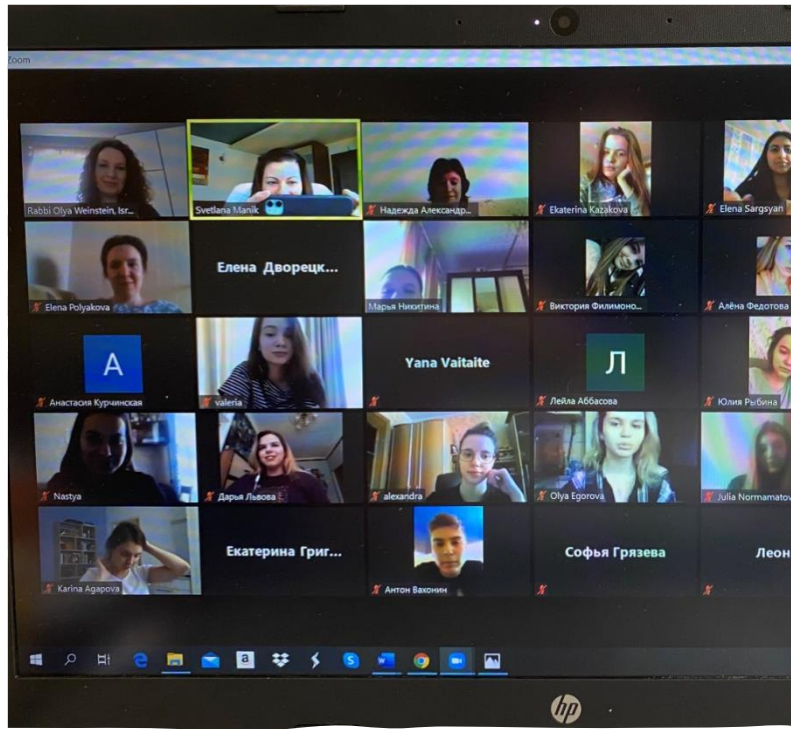 Zoom
Rabbi Olya Weinstein, Isr...
Svetlana Manik
Надежда Александр...
Ekaterina Kazakova
Elena Sargsyan
Elena Polyakova
Елена Дворецк...
Марья Никитина
Виктория Филимоно...
Алёна Федотова
А
Анастасия Курчинская
valeria
Yana Vaitaite
Л
Лейла Аббасова
Юлия Рыбина
Nastya
Дарья Львова
alexandra
Olya Egorova
Julia Normamatov
Karina Agapova
Екатерина Григ...
Антон Вахонин
Софья Грязева
Леон
a
S
W
hp